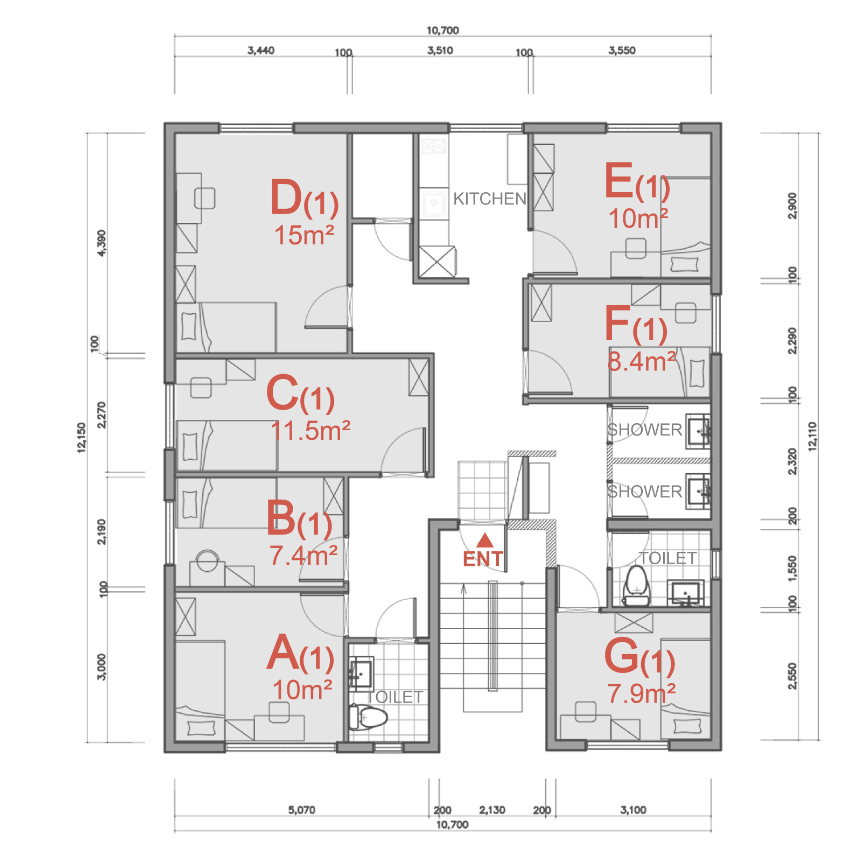 10,700
3,440
100
3,510
100
3,550
D(1)
15m²
KITCHEN
E(1)
10m²
F(1)
8.4m²
C(1)
11.5m²
SHOWER
SHOWER
B(1)
7.4m²
ENT
TOILET
A(1)
10m²
TOILET
G(1)
7.9m²
12,150
4,390
100
2,270
2,190
100
3,000
2,900
100
2,290
100
2,320
200
1,550
100
2,550
12,110
5,070
200
2,130
200
3,100
10,700